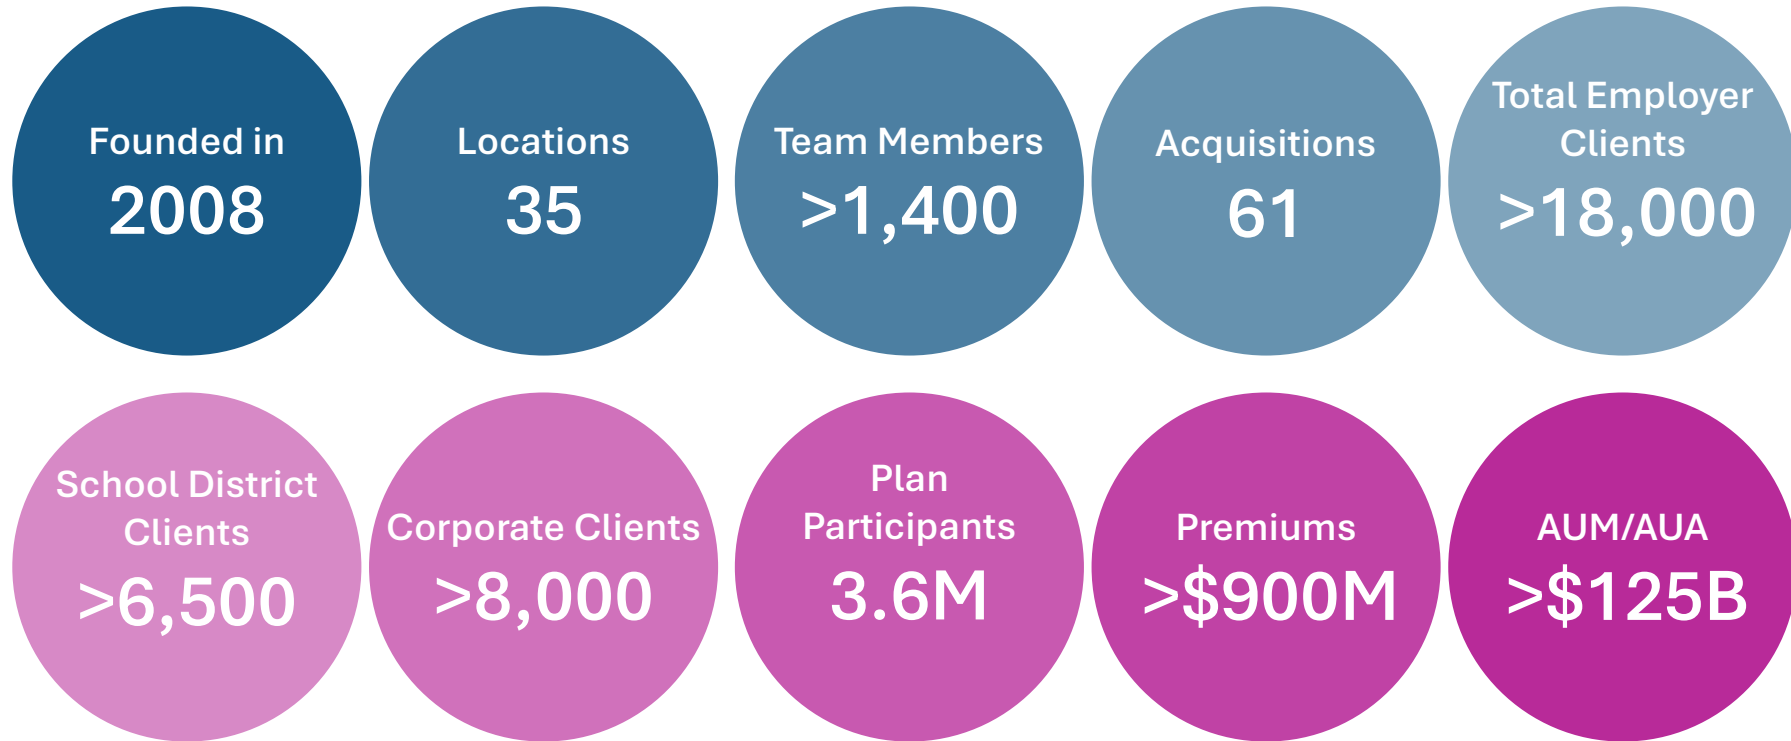 Founded in
2008
Locations
35
Team Members
>1,400
Acquisitions
61
Total Employer
Clients
>18,000
School District
Clients
>6,500
Corporate Clients
>8,000
Plan
Participants
3.6M
Premiums
>$900M
AUM/AUA
>$125B